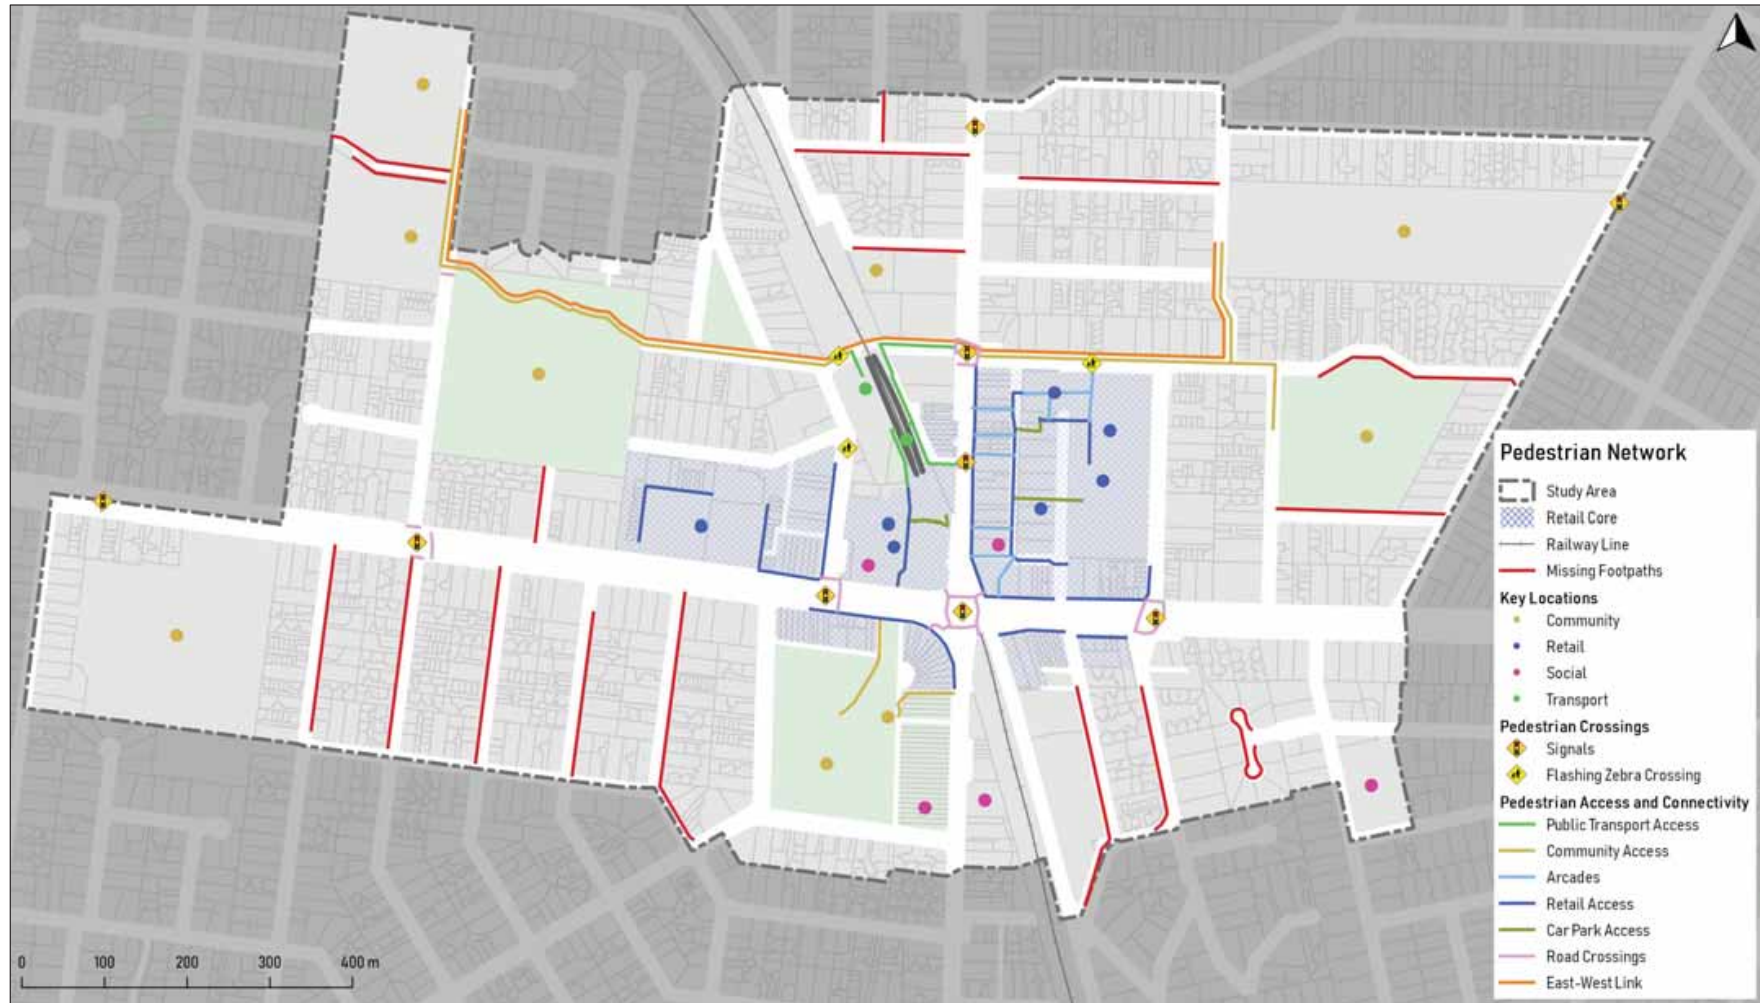 Pedestrian Network
Study Area
Retail Core
Railway Line
Missing Footpaths
Key Locations
Community
Retail
Social
Transport
Pedestrian Crossings
Signals
Flashing Zebra Crossing
Pedestrian Access and Connectivity
Public Transport Access
Community Access
Arcades
Retail Access
Car Park Access
Road Crossings
East-West Link
0 100 200 300 400 m